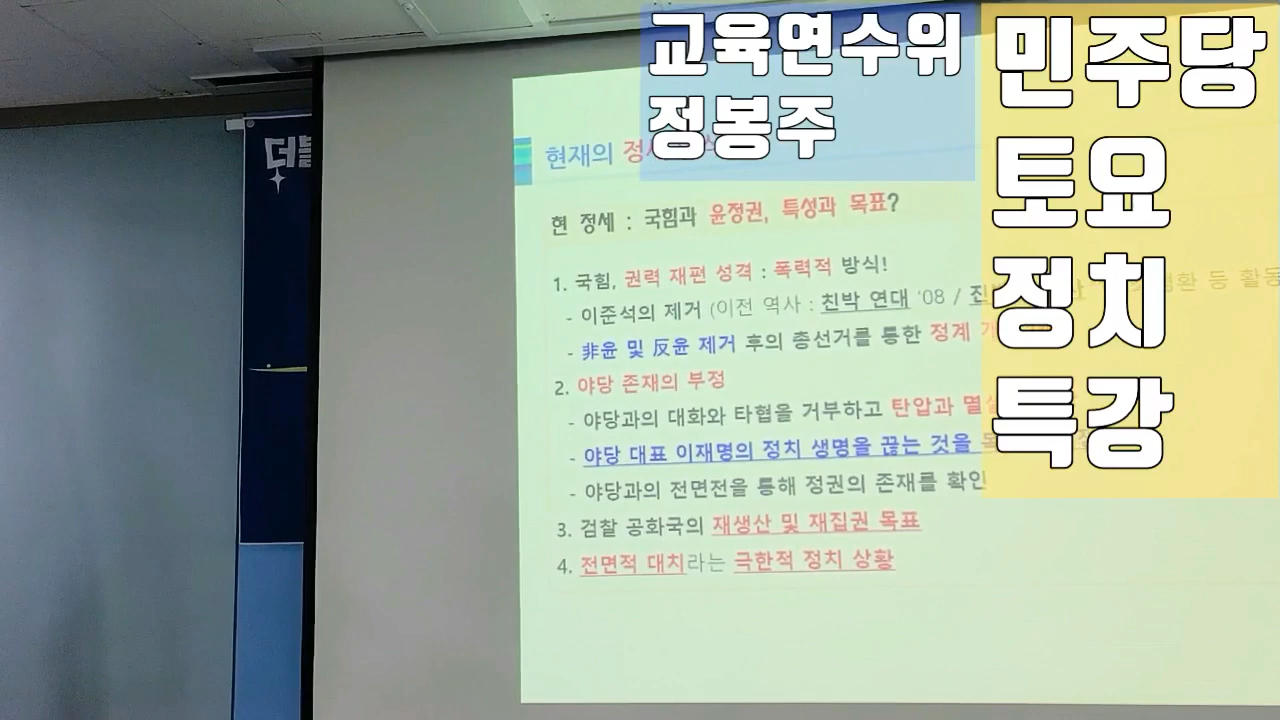 교육연수위
정봉주
민주당
토요
정치
특강
더
현재의
현 정세 : 국힘과 윤정권, 특성과 목표?
1. 국힘, 권력 재편 성격 : 폭력적 방식!
- 이준석의 제거 (이전 역사 : 친박 연대 '08 / 등 활동
- 非윤 및 反윤 제거 후의 총선거를 통한 정계
2. 야당 존재의 부정
- 야당과의 대화와 타협을 거부하고 탄압과
- 야당 대표 이재명의 정치 생명을 끊는 것을
- 야당과의 전면전을 통해 정권의 존재를 확인
3. 검찰 공화국의 재생산 및 재집권 목표
4. 전면적 대치라는 극한적 정치 상황